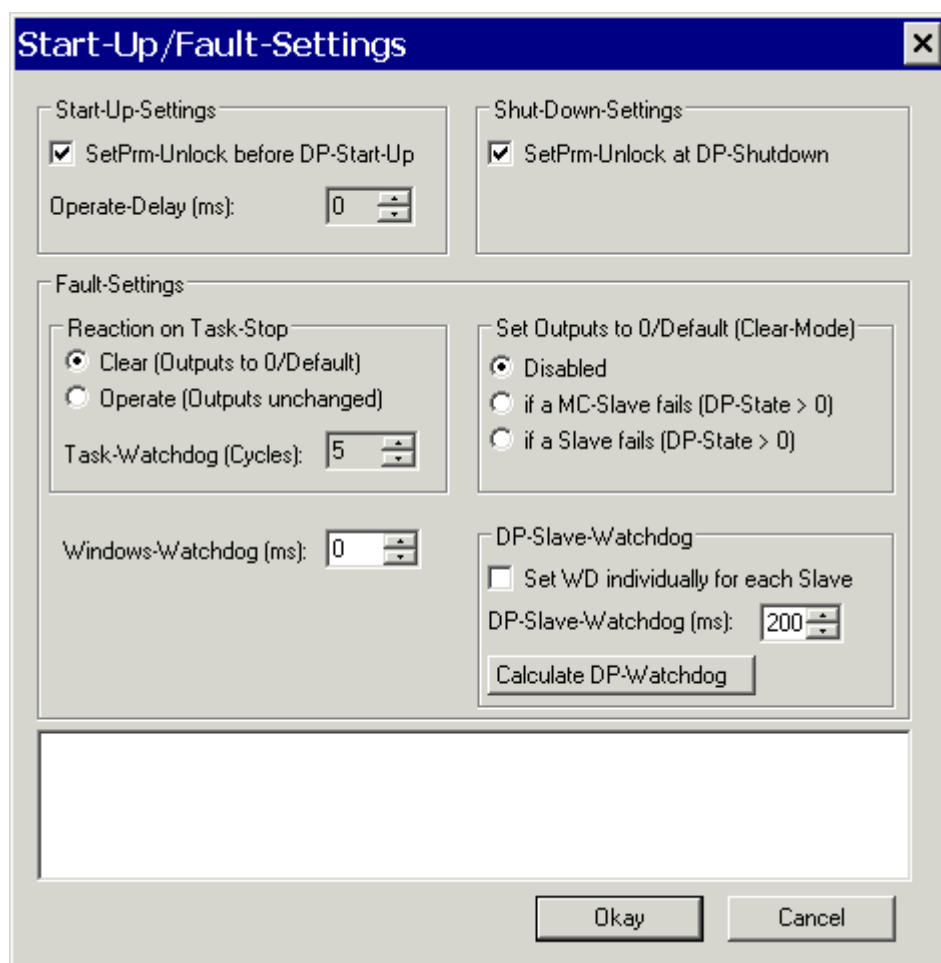 Start-Up/Fault-Settings
Start-Up-Settings
SetPrm-Unlock before DP-Start-Up
Operate-Delay (ms): 0
Shut-Down-Settings
SetPrm-Unlock at DP-Shutdown
Fault-Settings
Reaction on Task-Stop
Clear (Outputs to 0/Default)
Operate (Outputs unchanged)
Task-Watchdog (Cycles): 5
Set Outputs to 0/Default (Clear-Mode)
Disabled
if a MC-Slave fails (DP-State > 0)
if a Slave fails (DP-State > 0)
Windows-Watchdog (ms): 0
DP-Slave-Watchdog
Set WD individually for each Slave
DP-Slave-Watchdog (ms): 200
Calculate DP-Watchdog
Okay
Cancel